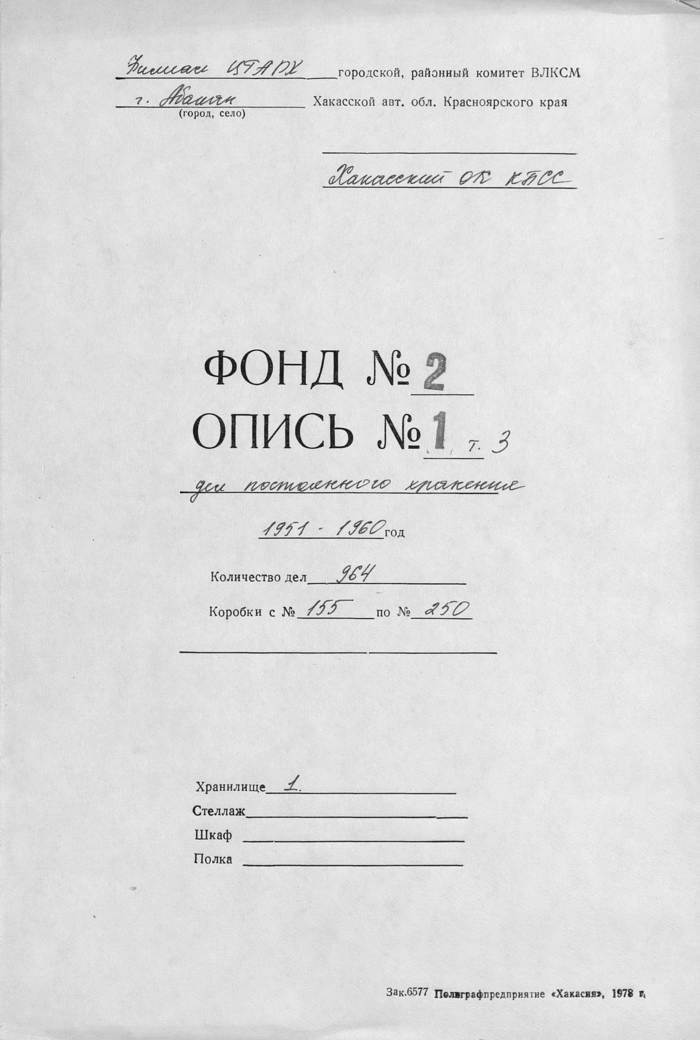 Филиал ЦГАРХ городской, районный комитет ВЛКСМ
г. Абакан Хакасской авт. обл. Красноярского края
(город, село)
Хакасский ОК КПСС
ФОНД № 2
ОПИСЬ № 1 т. 3
дел постоянного хранения
1951 - 1960 год
Количество дел 964
Коробки с № 155 по № 250
Хранилище 1.
Стеллаж
Шкаф
Полка
Зак.6577 Полиграфпредприятие «Хакасия», 1978 г.